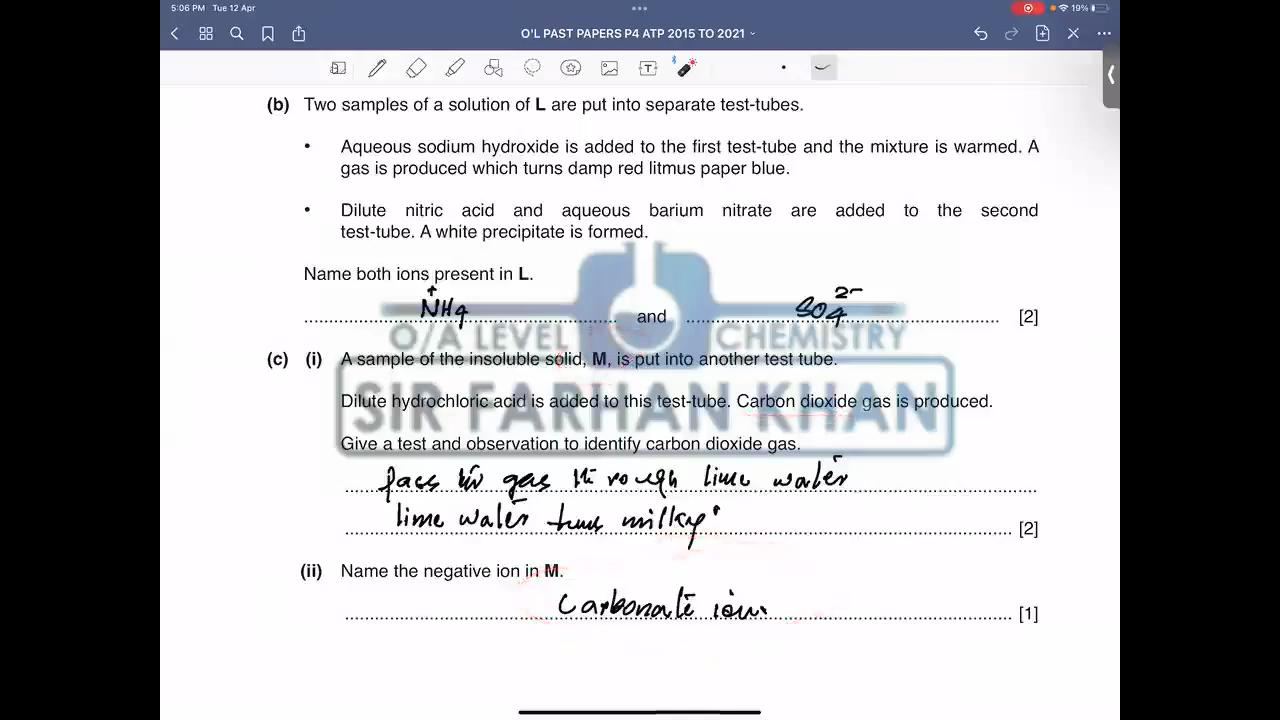 5:06 PM Tue 12 Apr
19%
O'L PAST PAPERS P4 ATP 2015 TO 2021
(b) Two samples of a solution of L are put into separate test-tubes.
• Aqueous sodium hydroxide is added to the first test-tube and the mixture is warmed. A
gas is produced which turns damp red litmus paper blue.
• Dilute nitric acid and aqueous barium nitrate are added to the second
test-tube. A white precipitate is formed.
Name both ions present in L.
NH4+ and SO4 2- [2]
O/A LEVEL CHEMISTRY
(c) (i) A sample of the insoluble solid, M, is put into another test tube.
SIR FARHAN KHAN
Dilute hydrochloric acid is added to this test-tube. Carbon dioxide gas is produced.
Give a test and observation to identify carbon dioxide gas.
pass the gas through lime water
lime water turns milky. [2]
(ii) Name the negative ion in M.
Carbonate ion. [1]